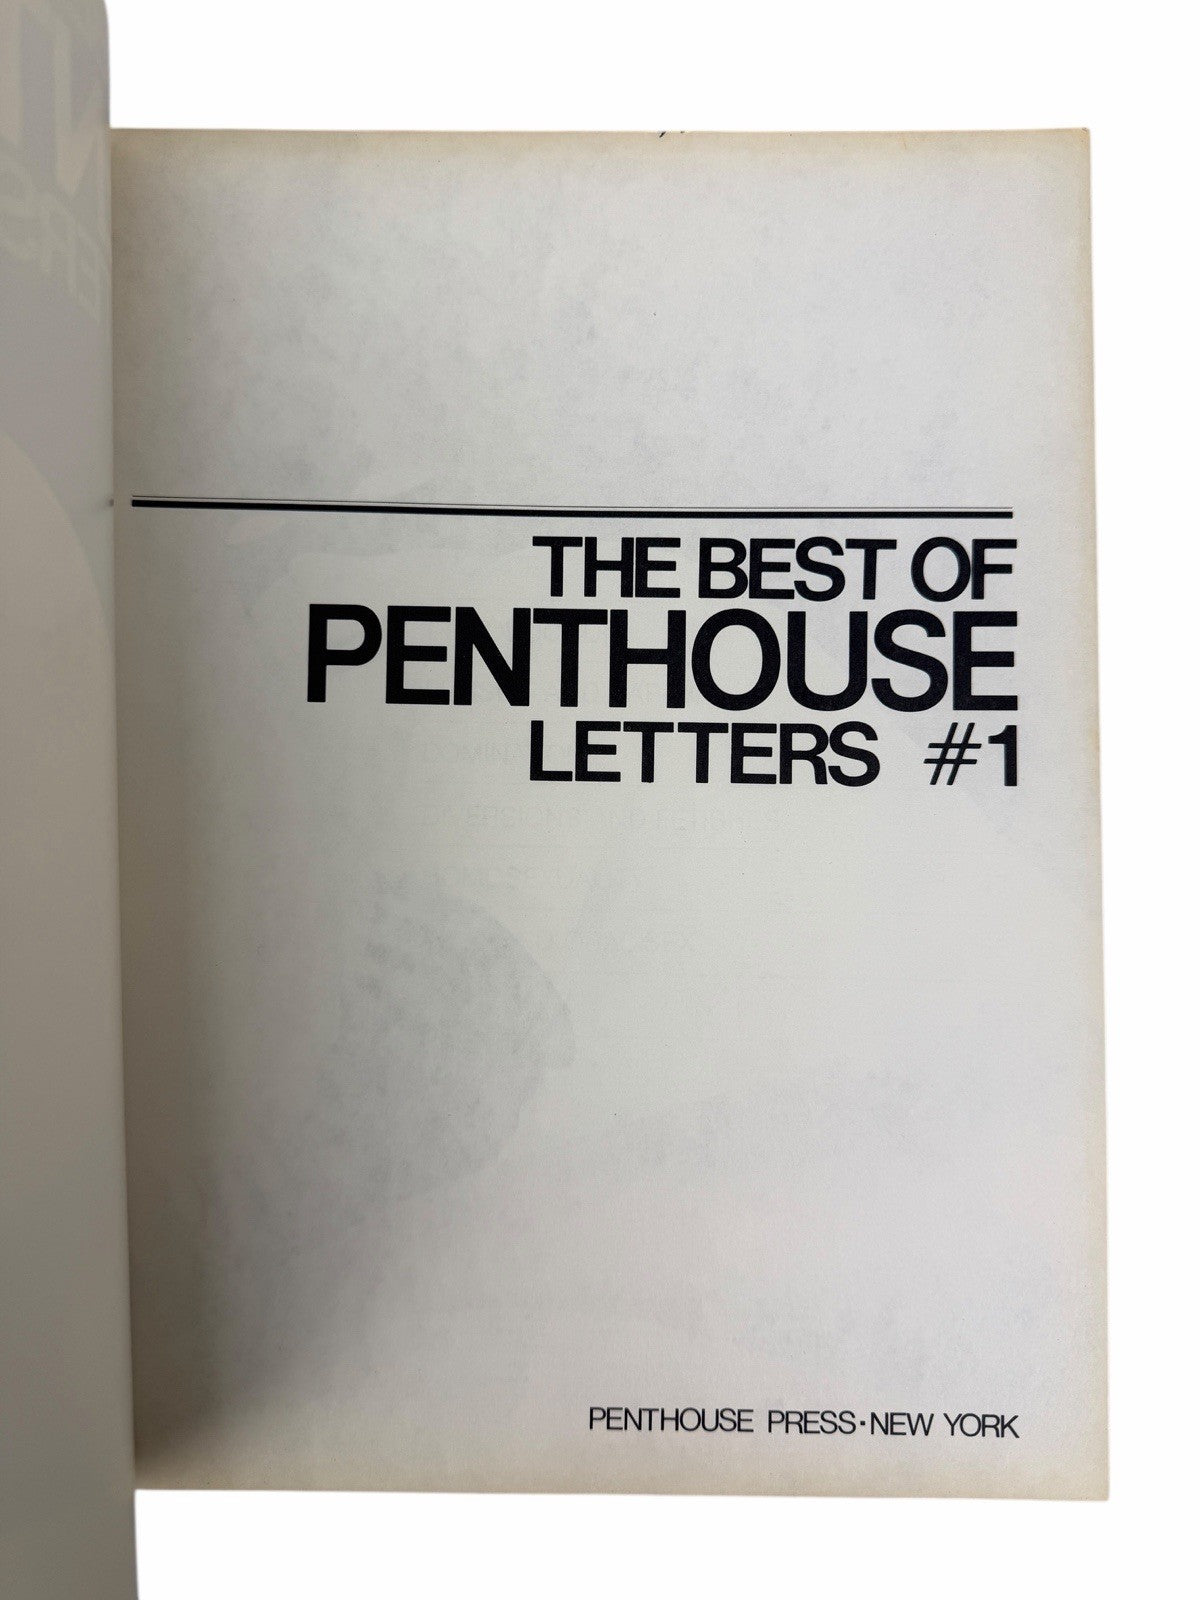 THE BEST OF
PENTHOUSE
LETTERS #1
PENTHOUSE PRESS·NEW YORK